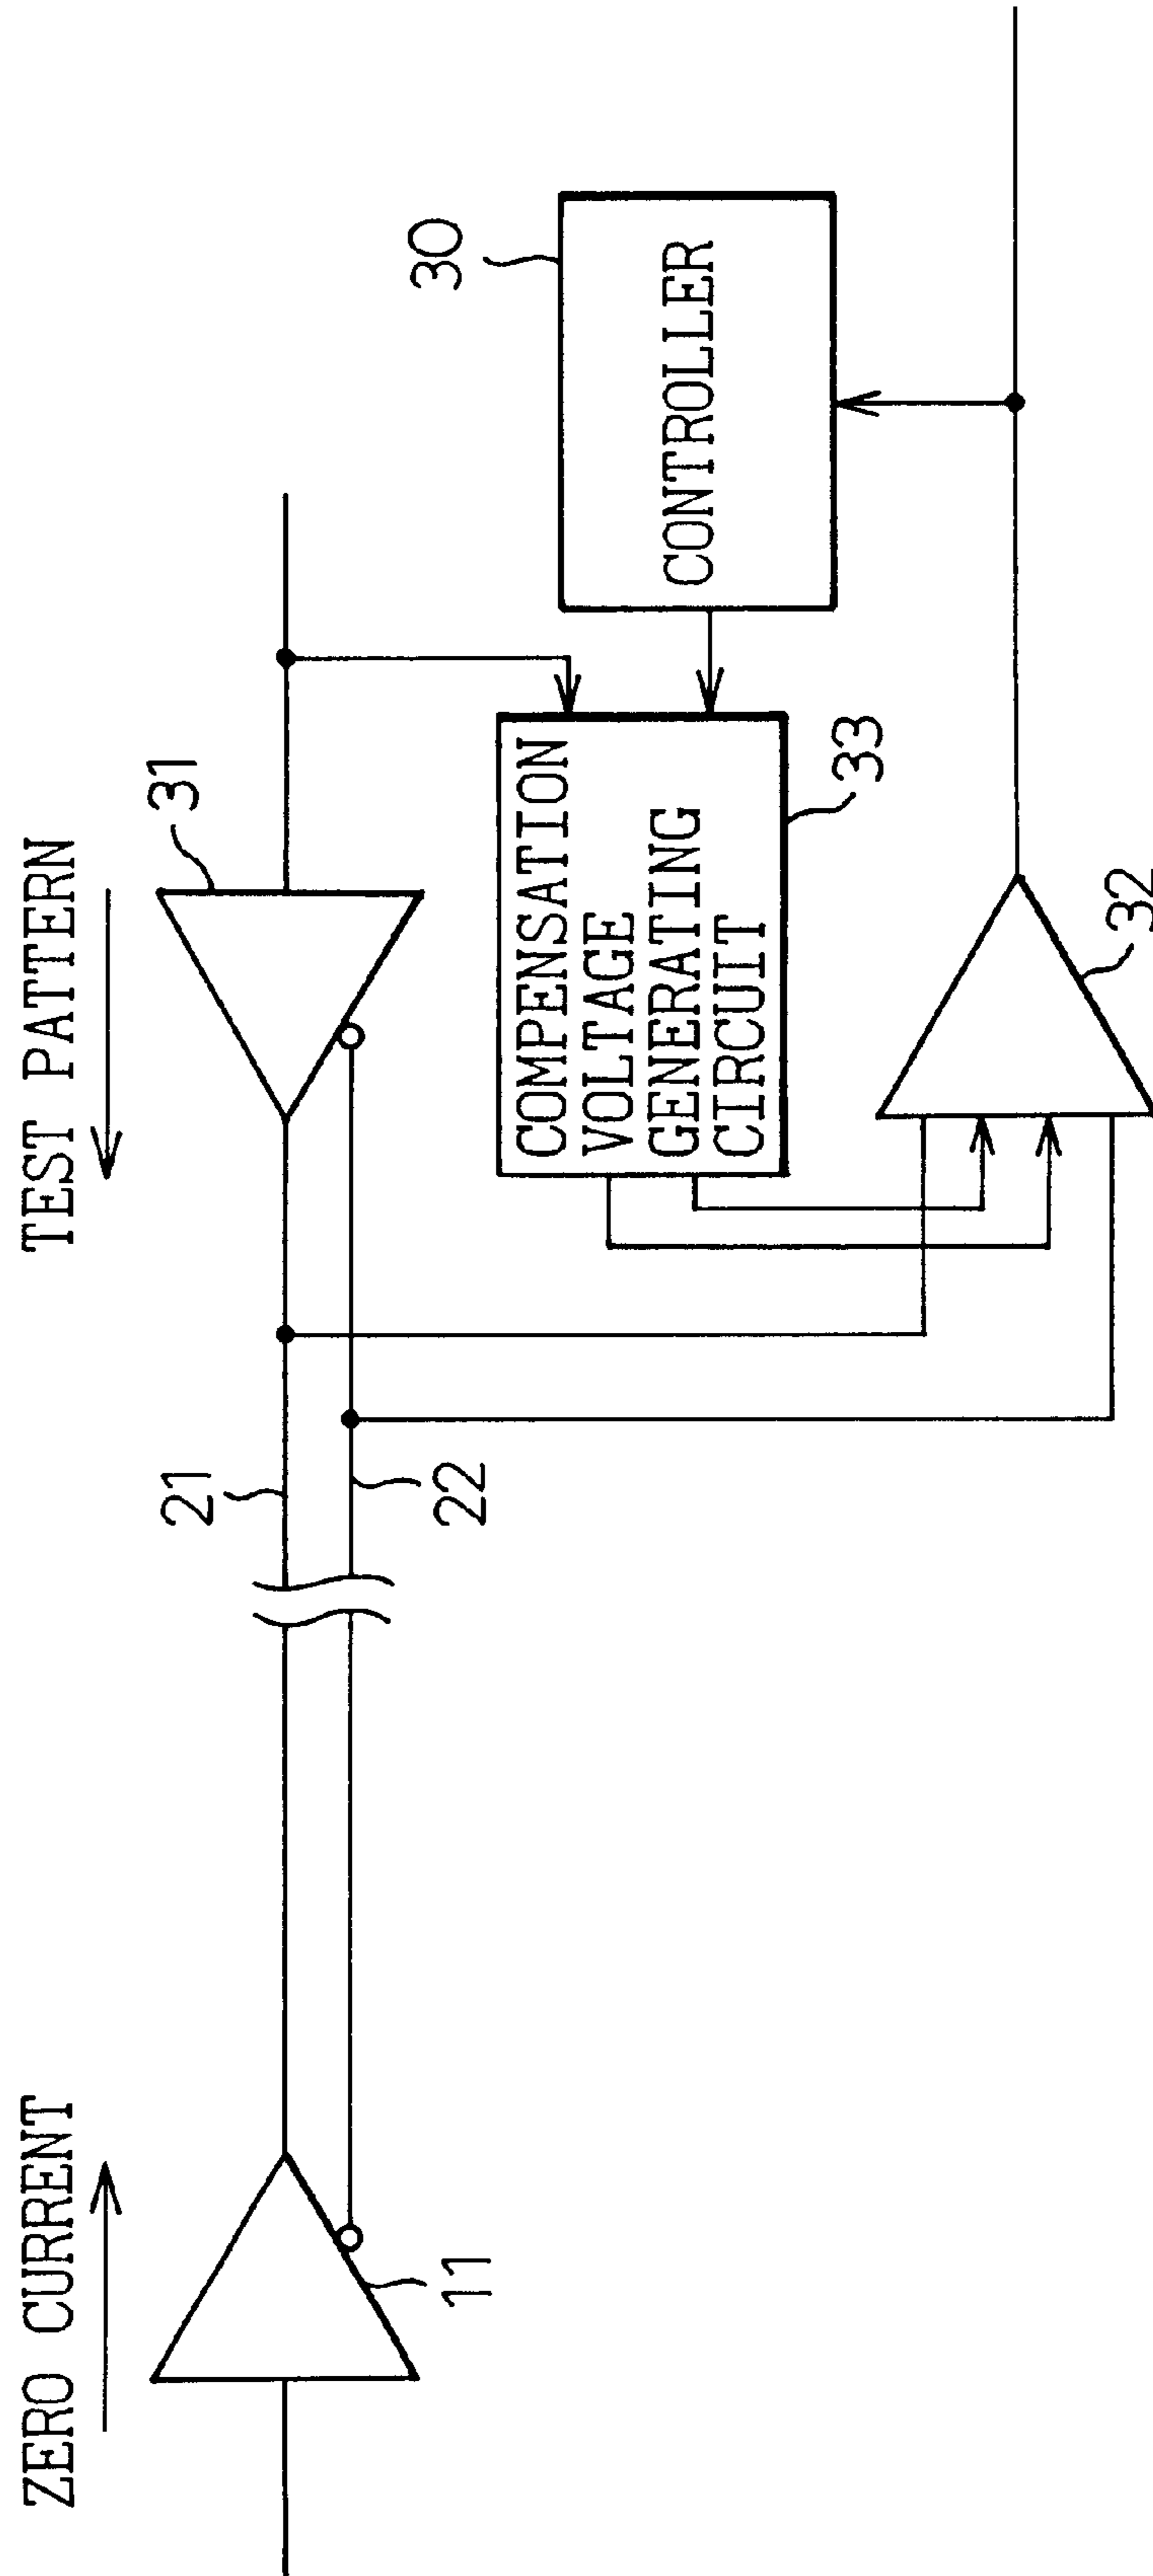 ZERO CURRENT
TEST PATTERN
11
21
22
31
30
CONTROLLER
COMPENSATION
VOLTAGE
GENERATING
CIRCUIT
33
32